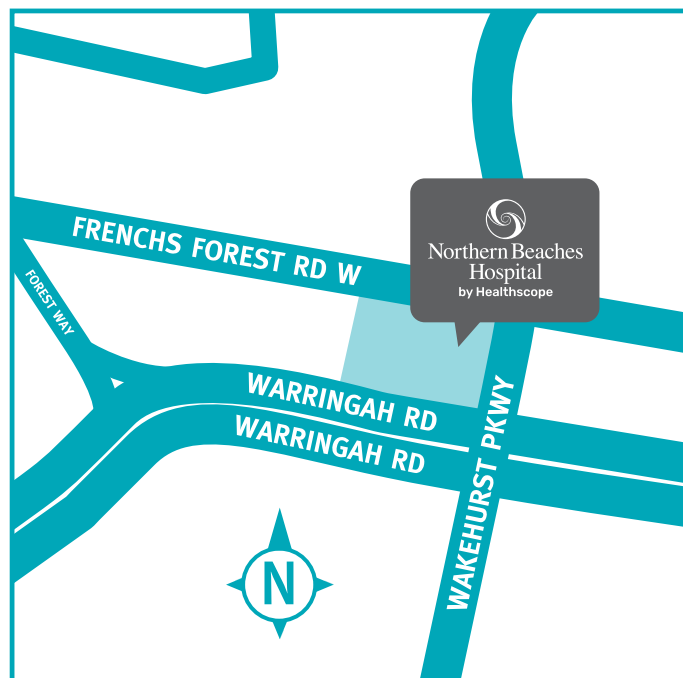 FRENCHS FOREST RD W
Northern Beaches
Hospital
by Healthscope
FOREST WAY
WARRINGAH RD
WARRINGAH RD
WAKEHURST PKWY
N